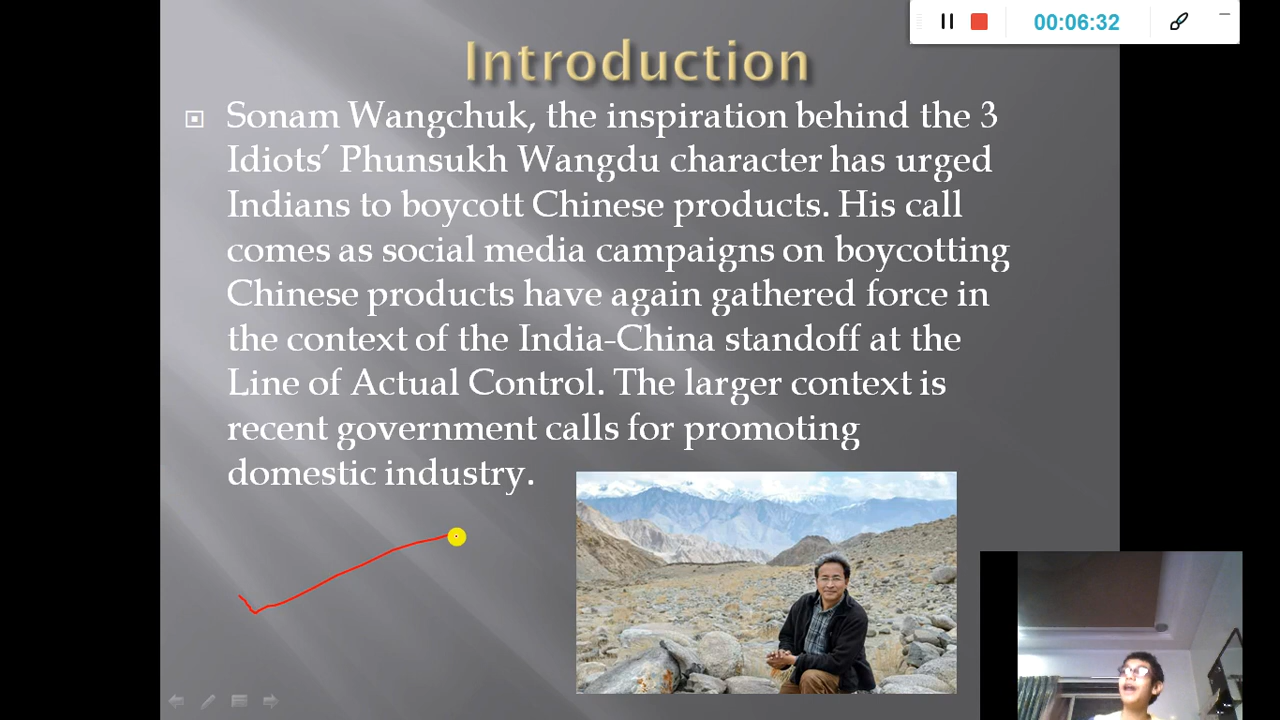 00:06:32
Introduction
Sonam Wangchuk, the inspiration behind the 3
Idiots’ Phunsukh Wangdu character has urged
Indians to boycott Chinese products. His call
comes as social media campaigns on boycotting
Chinese products have again gathered force in
the context of the India-China standoff at the
Line of Actual Control. The larger context is
recent government calls for promoting
domestic industry.